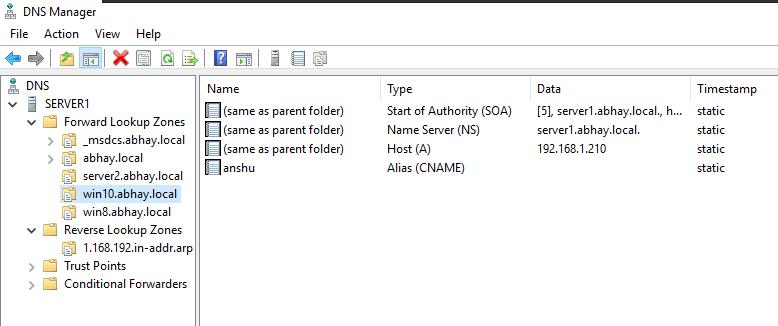 DNS Manager
File Action View Help
DNS
SERVER1
Forward Lookup Zones
_msdcs.abhay.local
abhay.local
server2.abhay.local
win10.abhay.local
win8.abhay.local
Reverse Lookup Zones
1.168.192.in-addr.arp
Trust Points
Conditional Forwarders
Name Type Data Timestamp
(same as parent folder) Start of Authority (SOA) [5], server1.abhay.local., h... static
(same as parent folder) Name Server (NS) server1.abhay.local. static
(same as parent folder) Host (A) 192.168.1.210 static
anshu Alias (CNAME) static